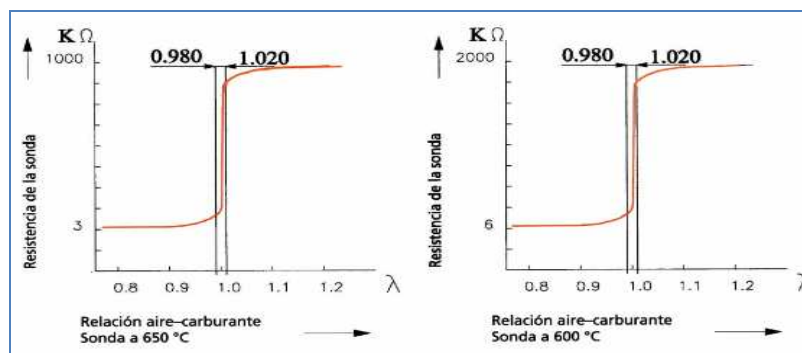 K Ω
1000
0.980
1.020
3
Resistencia de la sonda
0.8 0.9 1.0 1.1 1.2 λ
Relación aire–carburante
Sonda a 650 °C
K Ω
2000
0.980
1.020
6
Resistencia de la sonda
0.8 0.9 1.0 1.1 1.2 λ
Relación aire–carburante
Sonda a 600 °C